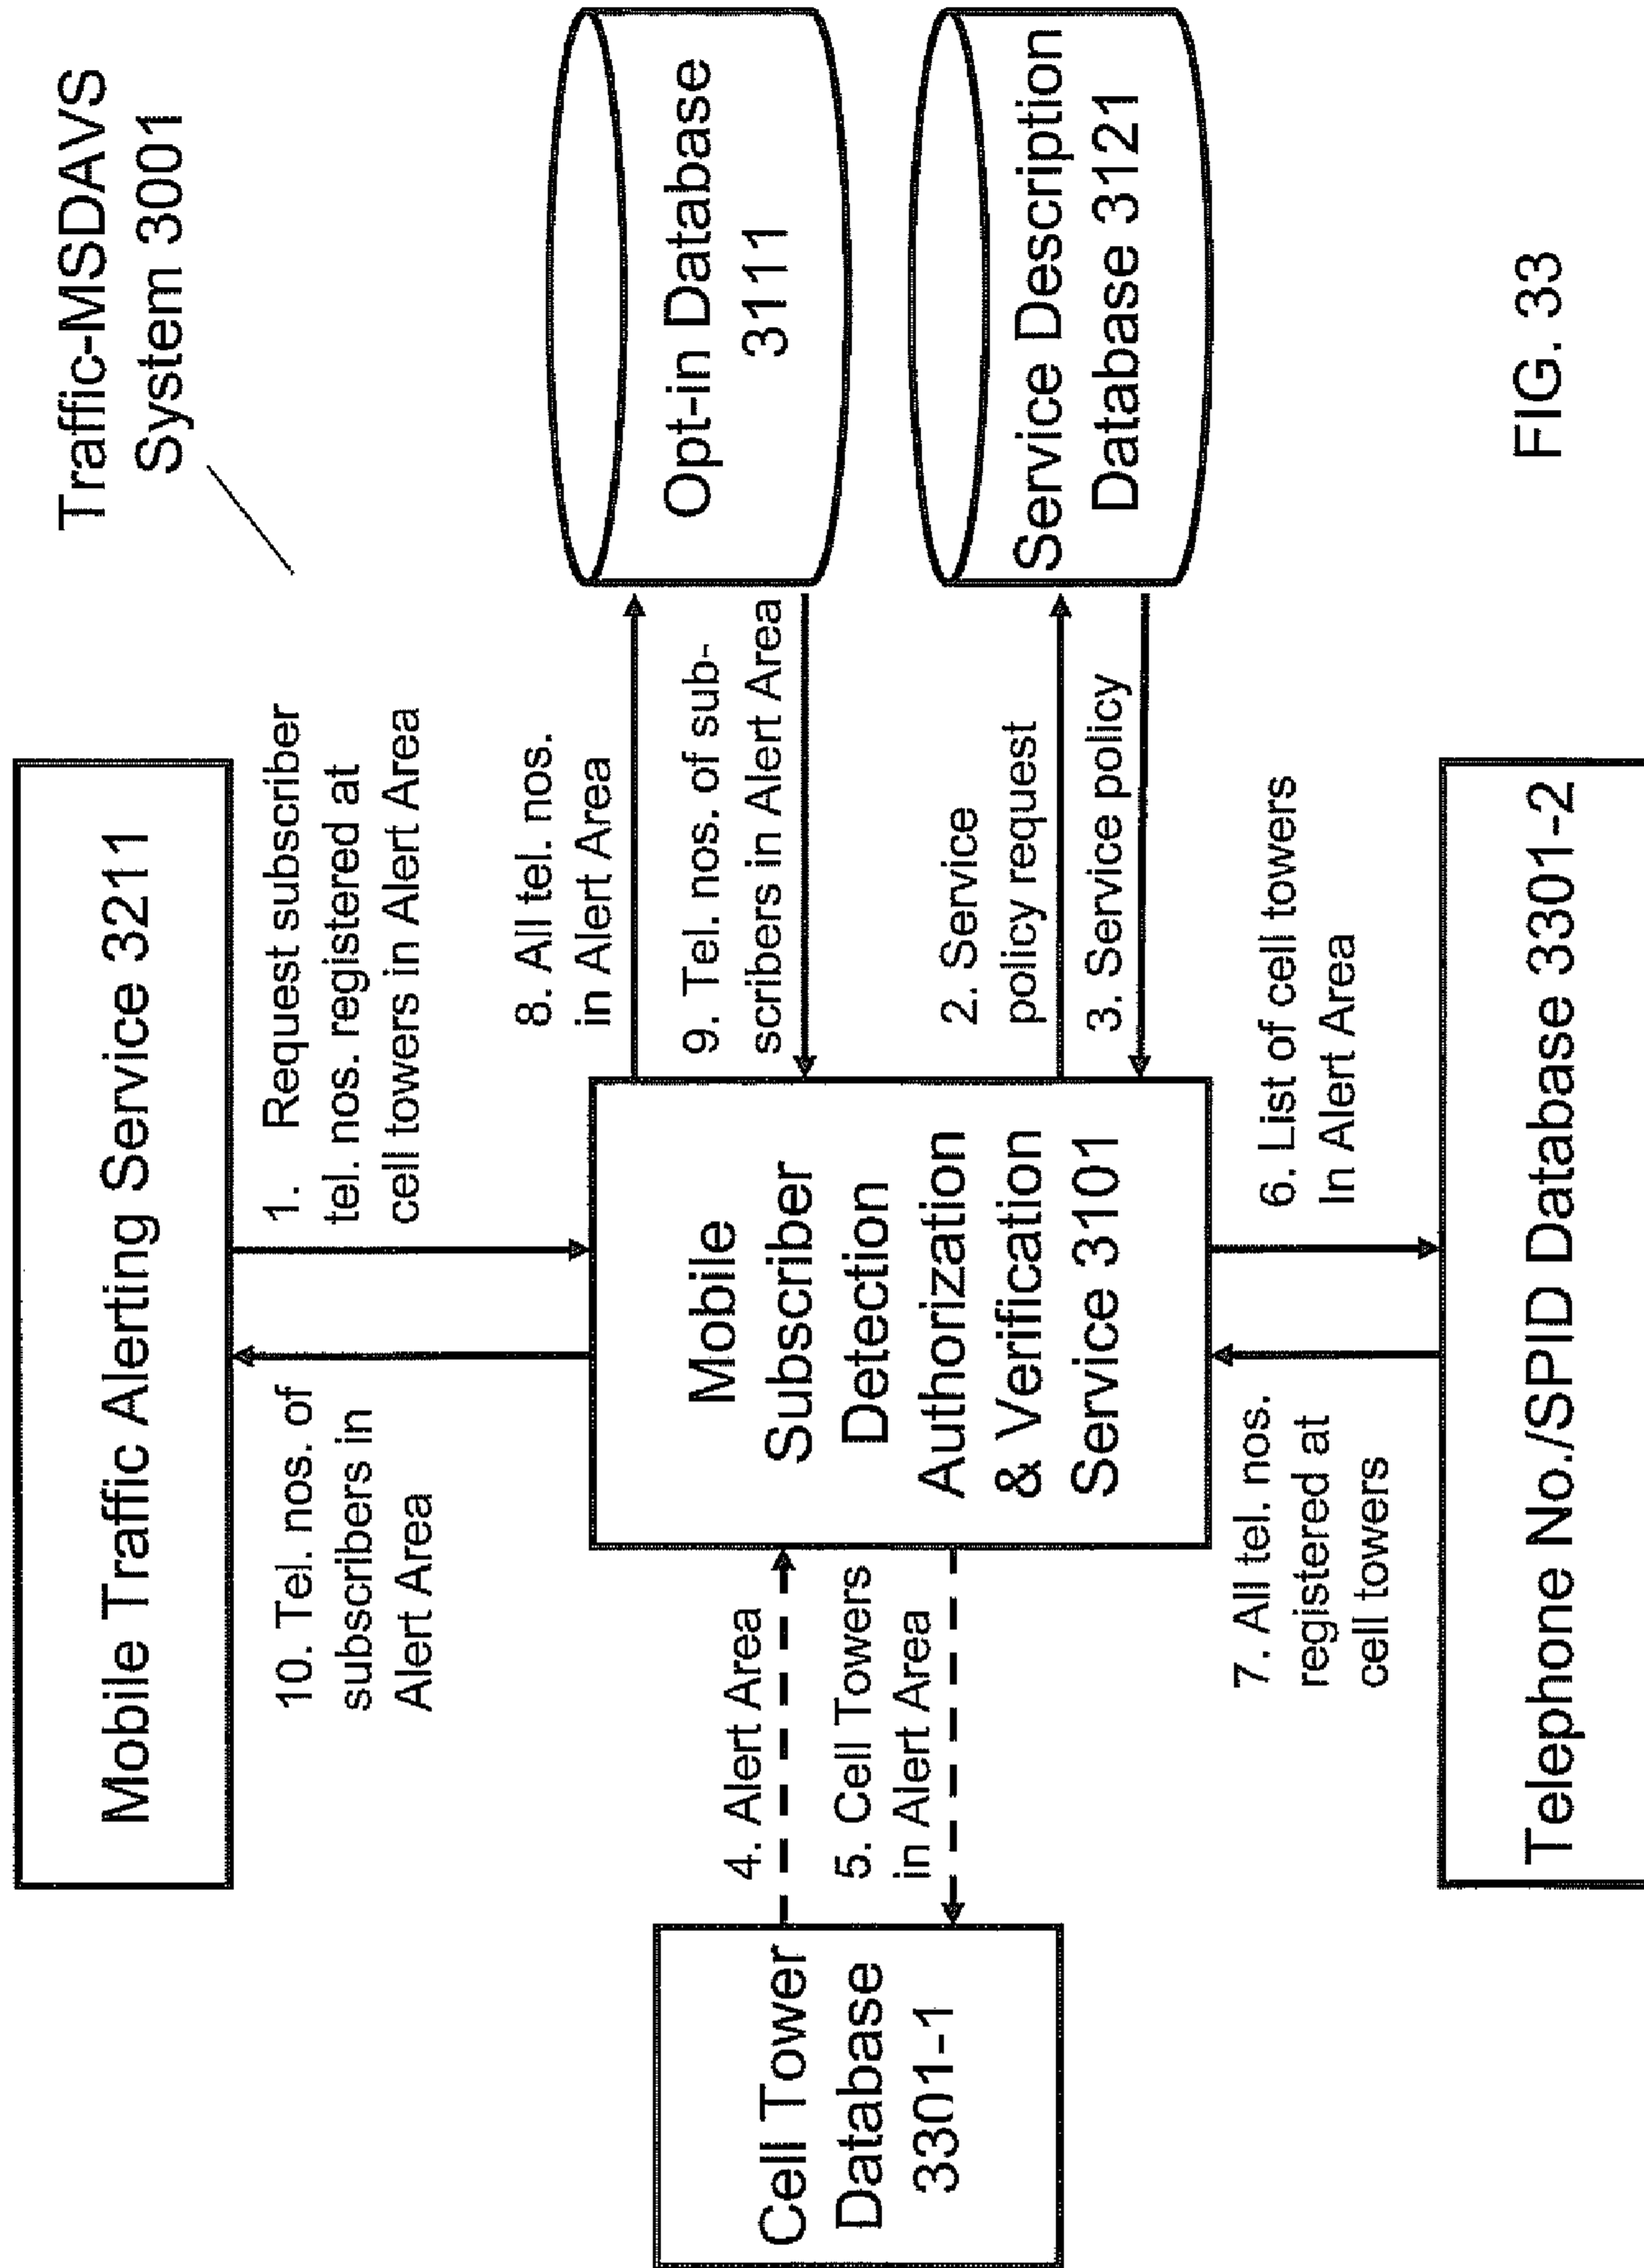 Traffic-MSDAVS
System 3001
Mobile Traffic Alerting Service 3211
10. Tel. nos. of
subscribers in
Alert Area
1. Request subscriber
tel. nos. registered at
cell towers in Alert Area
Cell Tower
Database
3301-1
4. Alert Area
5. Cell Towers
in Alert Area
Mobile
Subscriber
Detection
Authorization
& Verification
Service 3101
8. All tel. nos.
in Alert Area
9. Tel. nos. of sub-
scribers in Alert Area
2. Service
policy request
3. Service policy
Opt-in Database
3111
Service Description
Database 3121
7. All tel. nos.
registered at
cell towers
6. List of cell towers
In Alert Area
Telephone No./SPID Database 3301-2
FIG. 33